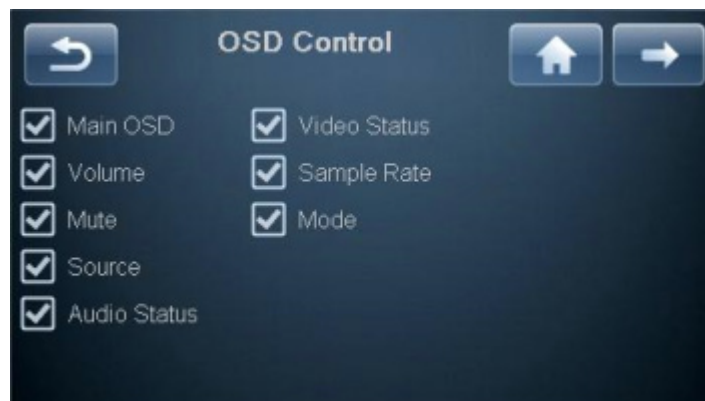 OSD Control
Main OSD
Volume
Mute
Source
Audio Status
Video Status
Sample Rate
Mode